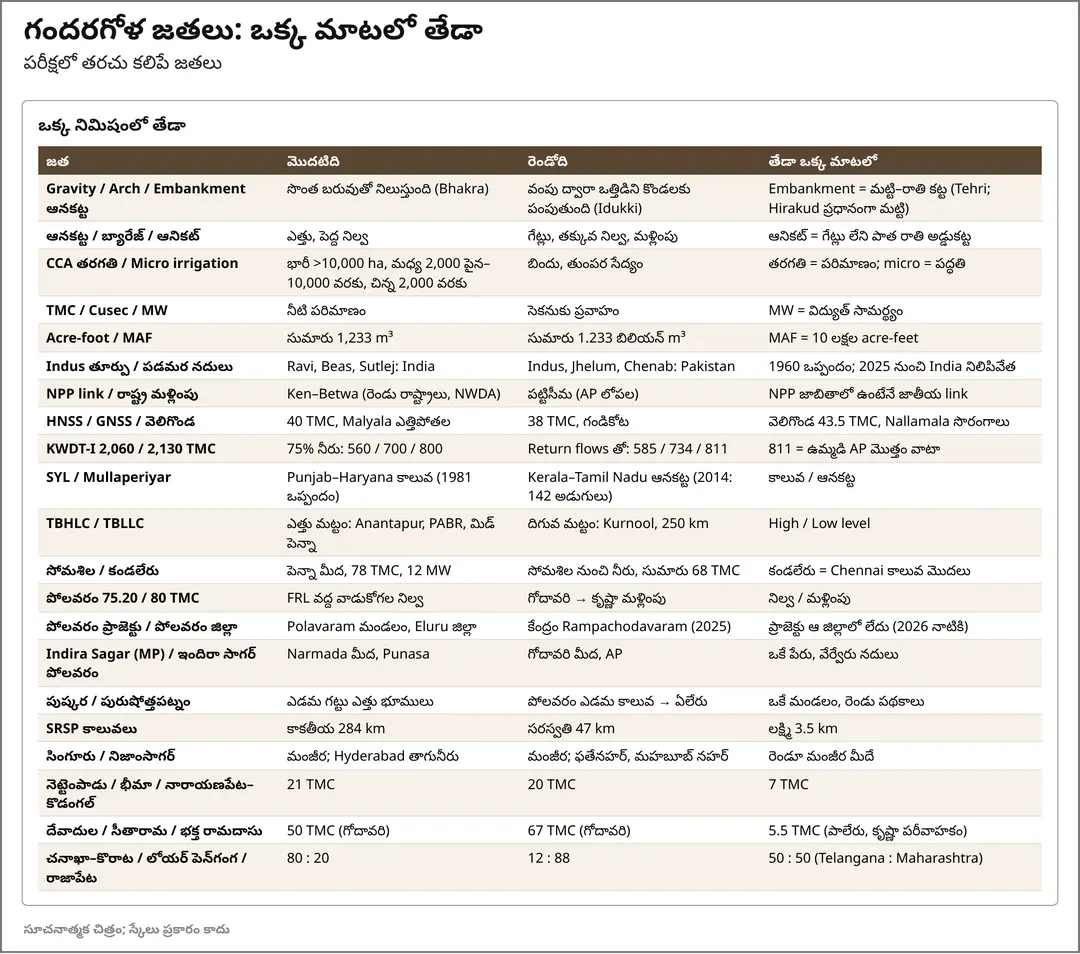 గందరగోళ జతలు: ఒక్క మాటలో తేడా
పరీక్షలో తరచు కలిపే జతలు
ఒక్క నిమిషంలో తేడా
జత మొదటిది రెండోది తేడా ఒక్క మాటలో
Gravity / Arch / Embankment ఆనకట్ట సొంత బరువుతో నిలుస్తుంది (Bhakra) వంపు ద్వారా ఒత్తిడిని కొండలకు పంపుతుంది (Idukki) Embankment = మట్టి–రాతి కట్ట (Tehri; Hirakud ప్రధానంగా మట్టి)
ఆనకట్ట / బ్యారేజ్ / ఆనికట్ ఎత్తు, పెద్ద నిల్వ గేట్లు, తక్కువ నిల్వ, మళ్లింపు ఆనికట్ = గేట్లు లేని పాత రాతి అడ్డుకట్ట
CCA తరగతి / Micro irrigation భారీ >10,000 ha, మధ్య 2,000 పైన–10,000 వరకు, చిన్న 2,000 వరకు బిందు, తుంపర సేద్యం తరగతి = పరిమాణం; micro = పద్ధతి
TMC / Cusec / MW నీటి పరిమాణం సెకనుకు ప్రవాహం MW = విద్యుత్ సామర్థ్యం
Acre-foot / MAF సుమారు 1,233 m³ సుమారు 1.233 బిలియన్ m³ MAF = 10 లక్షల acre-feet
Indus తూర్పు / పడమర నదులు Ravi, Beas, Sutlej: India Indus, Jhelum, Chenab: Pakistan 1960 ఒప్పందం; 2025 నుంచి India నిలిపివేత
NPP link / రాష్ట్ర మళ్లింపు Ken–Betwa (రెండు రాష్ట్రాలు, NWDA) పట్టిసీమ (AP లోపల) NPP జాబితాలో ఉంటేనే జాతీయ link
HNSS / GNSS / వెలిగొండ 40 TMC, Malyala ఎత్తిపోతల 38 TMC, గండికోట వెలిగొండ 43.5 TMC, Nallamala సొరంగాలు
KWDT-I 2,060 / 2,130 TMC 75% నీరు: 560 / 700 / 800 Return flows తో: 585 / 734 / 811 811 = ఉమ్మడి AP మొత్తం వాటా
SYL / Mullaperiyar Punjab–Haryana కాలువ (1981 ఒప్పందం) Kerala–Tamil Nadu ఆనకట్ట (2014: 142 అడుగులు) కాలువ / ఆనకట్ట
TBHLC / TBLLC ఎత్తు మట్టం: Anantapur, PABR, మిడ్ పెన్నా దిగువ మట్టం: Kurnool, 250 km High / Low level
సోమశిల / కండలేరు పెన్నా మీద, 78 TMC, 12 MW సోమశిల నుంచి నీరు, సుమారు 68 TMC కండలేరు = Chennai కాలువ మొదలు
పోలవరం 75.20 / 80 TMC FRL వద్ద వాడుకోగల నిల్వ గోదావరి → కృష్ణా మళ్లింపు నిల్వ / మళ్లింపు
పోలవరం ప్రాజెక్టు / పోలవరం జిల్లా Polavaram మండలం, Eluru జిల్లా కేంద్రం Rampachodavaram (2025) ప్రాజెక్టు ఆ జిల్లాలో లేదు (2026 నాటికి)
Indira Sagar (MP) / ఇందిరా సాగర్ పోలవరం Narmada మీద, Punasa గోదావరి మీద, AP ఒకే పేరు, వేర్వేరు నదులు
పుష్కర / పురుషోత్తపట్నం ఎడమ గట్టు ఎత్తు భూములు పోలవరం ఎడమ కాలువ → ఏలేరు ఒకే మండలం, రెండు పథకాలు
SRSP కాలువలు కాకతీయ 284 km సరస్వతి 47 km లక్ష్మి 3.5 km
సింగూరు / నిజాంసాగర్ మంజీర; Hyderabad తాగునీరు మంజీర; ఫతేనహర్, మహబూబ్ నహర్ రెండూ మంజీర మీదే
నెట్టెంపాడు / భీమా / నారాయణపేట–కొడంగల్ 21 TMC 20 TMC 7 TMC
దేవాదుల / సీతారామ / భక్త రామదాసు 50 TMC (గోదావరి) 67 TMC (గోదావరి) 5.5 TMC (పాలేరు, కృష్ణా పరీవాహకం)
చనాఖా–కొరాట / లోయర్ పెన్‌గంగ / రాజాపేట 80 : 20 12 : 88 50 : 50 (Telangana : Maharashtra)
సూచనాత్మక చిత్రం; స్కేలు ప్రకారం కాదు